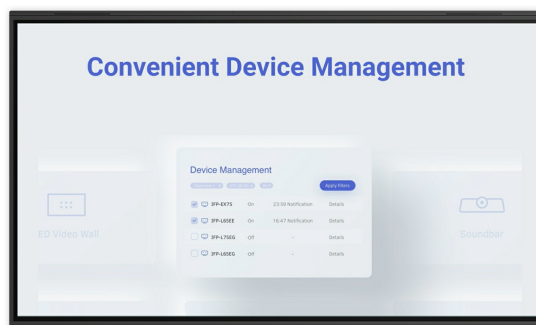 Convenient Device Management
Device Management
Apply Filters
IFP-EX75 On 23:59 Notification Details
IFP-L65EE On 16:47 Notification Details
IFP-L75EG Off - Details
IFP-L65EG Off - Details
Video Wall
Soundbar